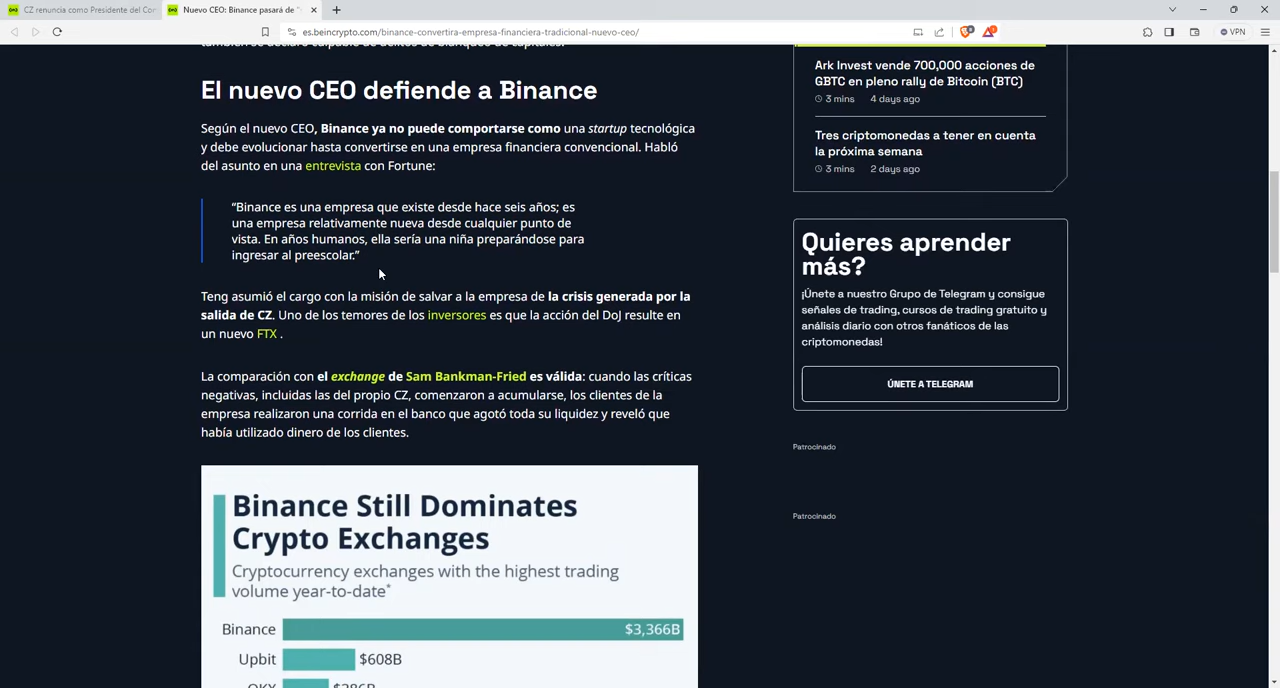 CZ renuncia como Presidente del Con
Nuevo CEO: Binance pasará de "
es.beincrypto.com/binance-convertira-empresa-financiera-tradicional-nuevo-ceo/
VPN
también se declaró culpable de delitos de blanqueo de capitales.
El nuevo CEO defiende a Binance
Según el nuevo CEO, Binance ya no puede comportarse como una startup tecnológica
y debe evolucionar hasta convertirse en una empresa financiera convencional. Habló
del asunto en una entrevista con Fortune:
“Binance es una empresa que existe desde hace seis años; es
una empresa relativamente nueva desde cualquier punto de
vista. En años humanos, ella sería una niña preparándose para
ingresar al preescolar.”
Teng asumió el cargo con la misión de salvar a la empresa de la crisis generada por la
salida de CZ. Uno de los temores de los inversores es que la acción del DoJ resulte en
un nuevo FTX .
La comparación con el exchange de Sam Bankman-Fried es válida: cuando las críticas
negativas, incluidas las del propio CZ, comenzaron a acumularse, los clientes de la
empresa realizaron una corrida en el banco que agotó toda su liquidez y reveló que
había utilizado dinero de los clientes.
Binance Still Dominates
Crypto Exchanges
Cryptocurrency exchanges with the highest trading
volume year-to-date*
Binance $3,366B
Upbit $608B
OKX $386B
Ark Invest vende 700,000 acciones de
GBTC en pleno rally de Bitcoin (BTC)
3 mins 4 days ago
Tres criptomonedas a tener en cuenta
la próxima semana
3 mins 2 days ago
Quieres aprender
más?
¡Únete a nuestro Grupo de Telegram y consigue
señales de trading, cursos de trading gratuito y
análisis diario con otros fanáticos de las
criptomonedas!
ÚNETE A TELEGRAM
Patrocinado
Patrocinado